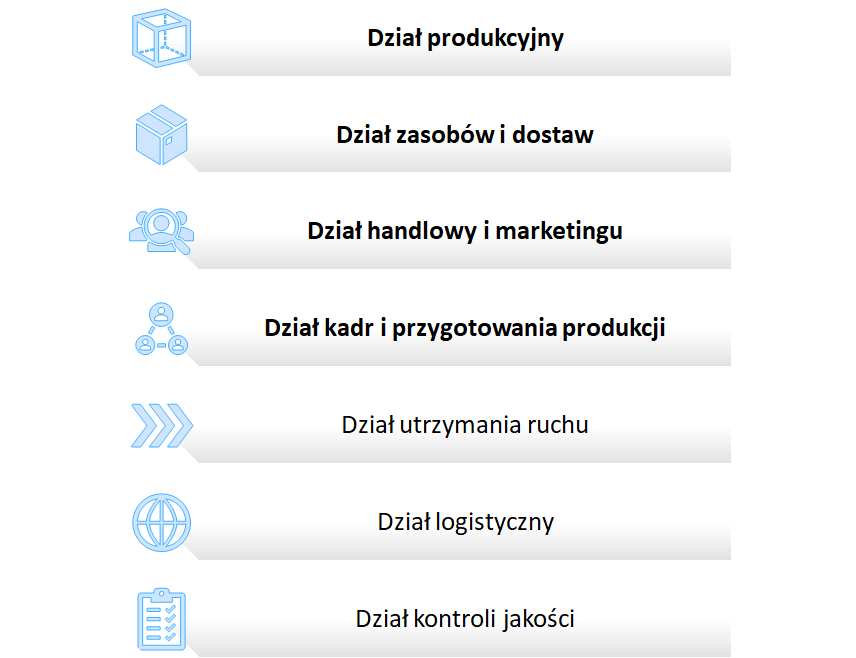 Dział produkcyjny
Dział zasobów i dostaw
Dział handlowy i marketingu
Dział kadr i przygotowania produkcji
Dział utrzymania ruchu
Dział logistyczny
Dział kontroli jakości